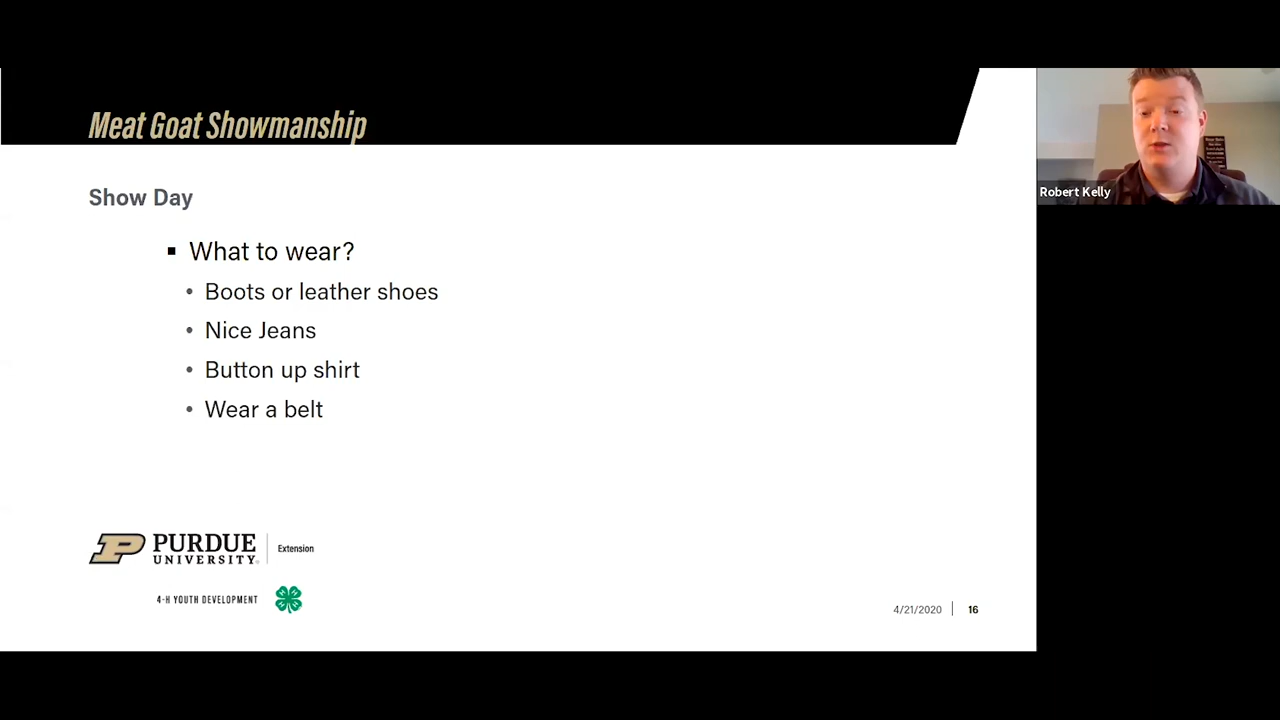 Meat Goat Showmanship
Robert Kelly
Show Day
What to wear?
Boots or leather shoes
Nice Jeans
Button up shirt
Wear a belt
PURDUE
UNIVERSITY
Extension
4-H YOUTH DEVELOPMENT
4/21/2020
16